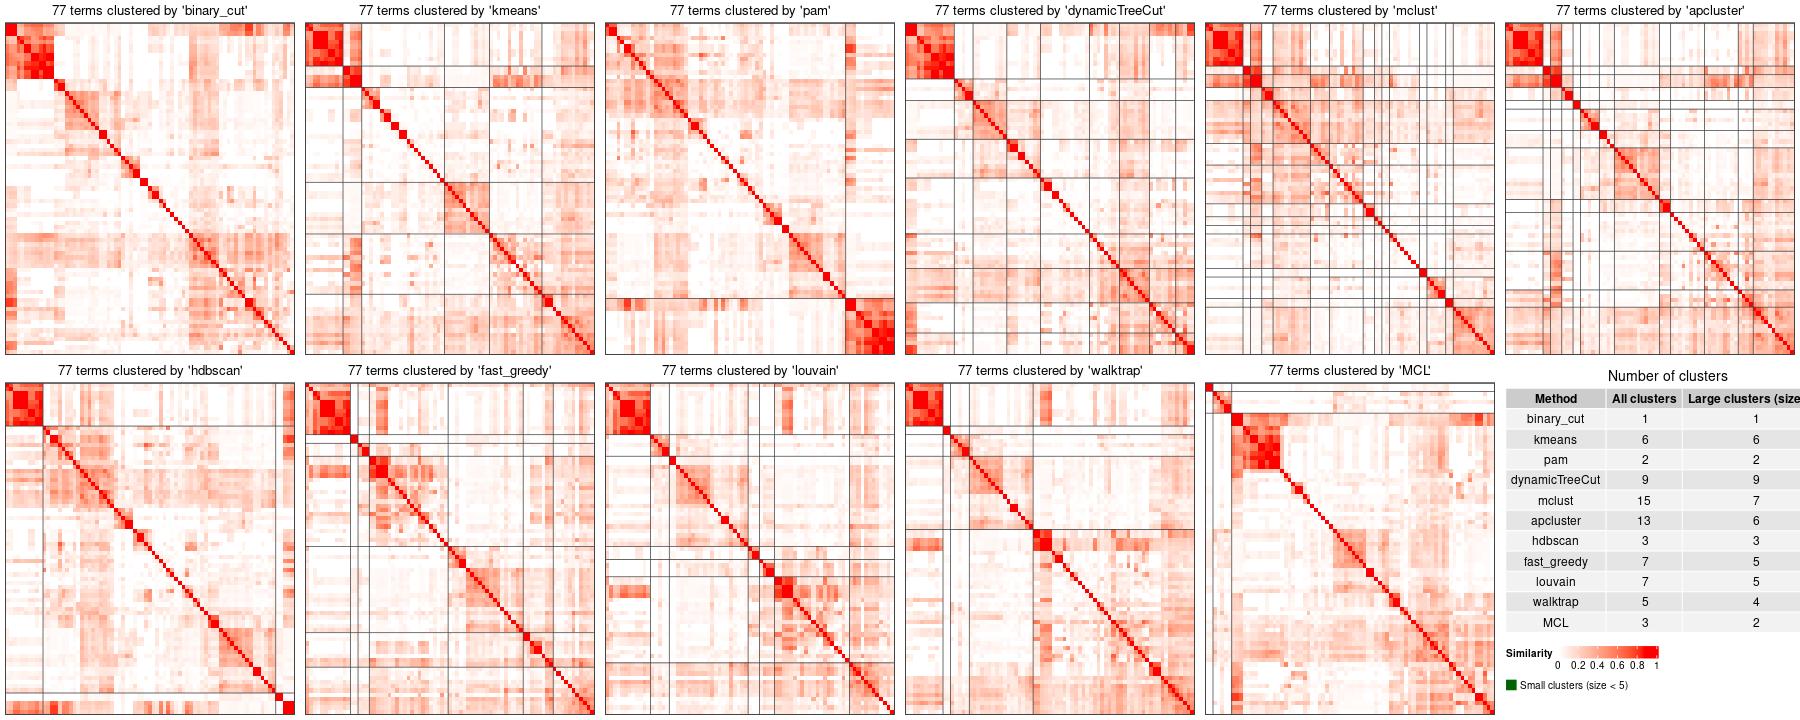 77 terms clustered by 'binary_cut'
77 terms clustered by 'kmeans'
77 terms clustered by 'pam'
77 terms clustered by 'dynamicTreeCut'
77 terms clustered by 'mclust'
77 terms clustered by 'apcluster'
77 terms clustered by 'hdbscan'
77 terms clustered by 'fast_greedy'
77 terms clustered by 'louvain'
77 terms clustered by 'walktrap'
77 terms clustered by 'MCL'
Number of clusters
Method All clusters Large clusters (size
binary_cut 1 1
kmeans 6 6
pam 2 2
dynamicTreeCut 9 9
mclust 15 7
apcluster 13 6
hdbscan 3 3
fast_greedy 7 5
louvain 7 5
walktrap 5 4
MCL 3 2
Similarity
0 0.2 0.4 0.6 0.8 1
Small clusters (size < 5)